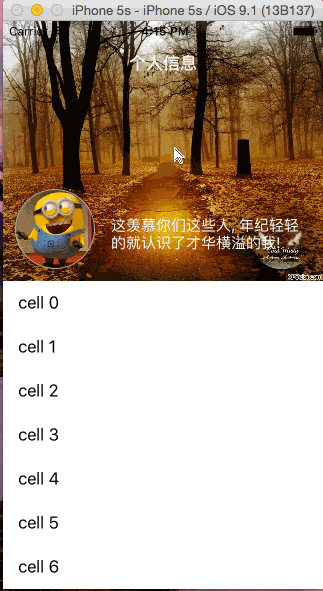 iPhone 5s - iPhone 5s / iOS 9.1 (13B137)
Carrier 4:15 PM
个人信息
这羡慕你们这些人, 年纪轻轻
的就认识了才华横溢的我!
cell 0
cell 1
cell 2
cell 3
cell 4
cell 5
cell 6